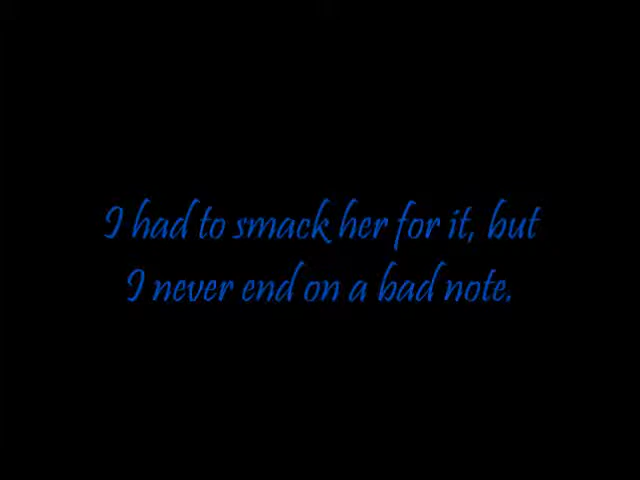 I had to smack her for it, but
I never end on a bad note.